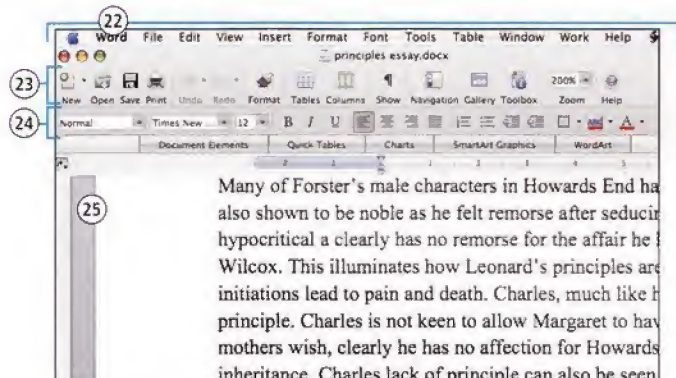 22
Word File Edit View Insert Format Font Tools Table Window Work Help
principles essay.docx
23
New Open Save Print Undo Redo Format Tables Columns Show Navigation Gallery Toolbox Zoom Help
200%
24
Normal Times New 12 B I U
Document Elements Quick Tables Charts SmartArt Graphics WordArt
25
Many of Forster's male characters in Howards End ha
also shown to be noble as he felt remorse after seducin
hypocritical a clearly has no remorse for the affair he
Wilcox. This illuminates how Leonard's principles are
initiations lead to pain and death. Charles, much like h
principle. Charles is not keen to allow Margaret to hav
mothers wish, clearly he has no affection for Howards
inheritance. Charles lack of principle can also be seen